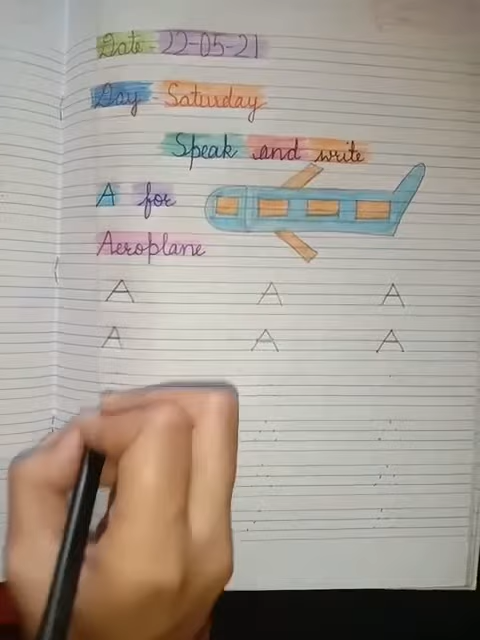 Date - 22-05-21
Day - Saturday
Speak and write
A for
Aeroplane
A A A
A A A